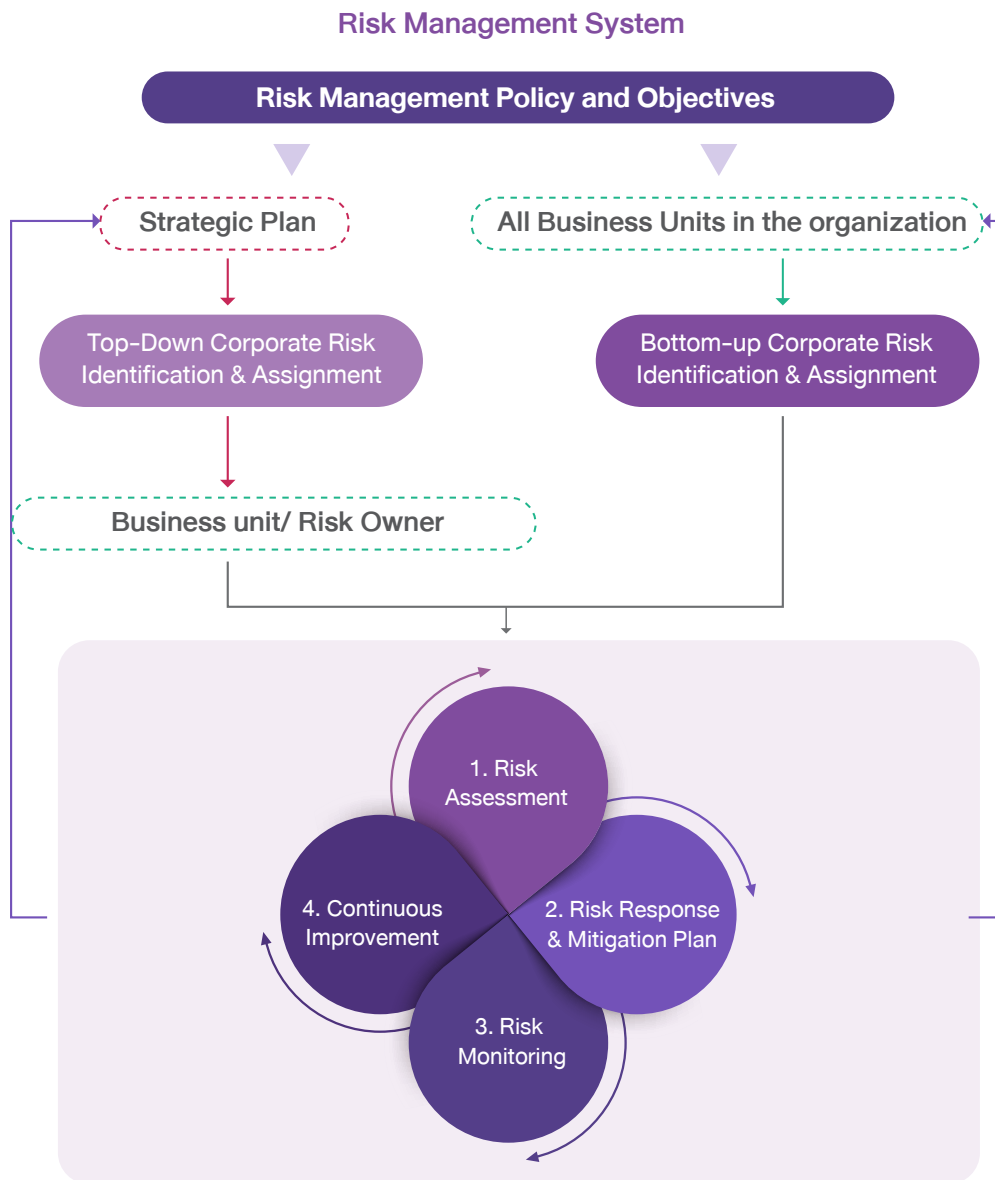 Risk Management System
Risk Management Policy and Objectives
Strategic Plan
All Business Units in the organization
Top-Down Corporate Risk
Identification & Assignment
Bottom-up Corporate Risk
Identification & Assignment
Business unit/ Risk Owner
1. Risk
Assessment
2. Risk Response
& Mitigation Plan
3. Risk
Monitoring
4. Continuous
Improvement